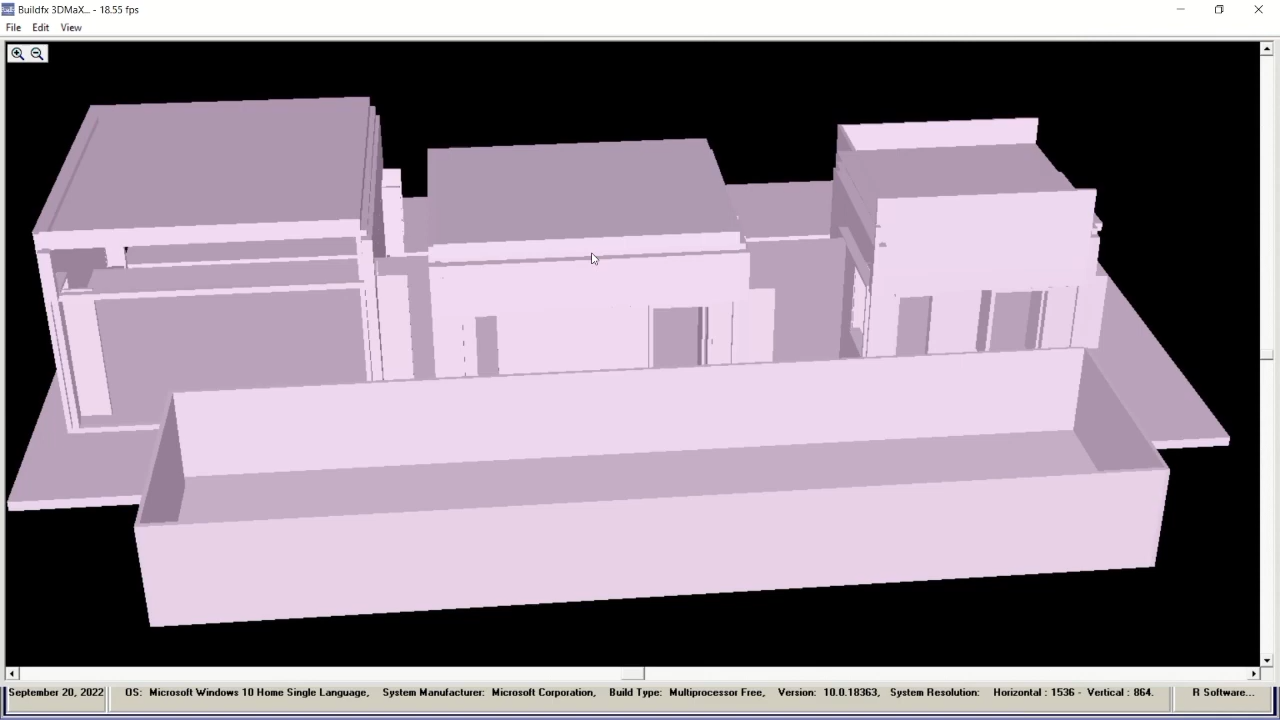 Buildfx 3DMaX... - 18.55 fps
File Edit View
September 20, 2022 OS: Microsoft Windows 10 Home Single Language, System Manufacturer: Microsoft Corporation, Build Type: Multiprocessor Free, Version: 10.0.18363, System Resolution: Horizontal : 1536 - Vertical : 864. R Software...